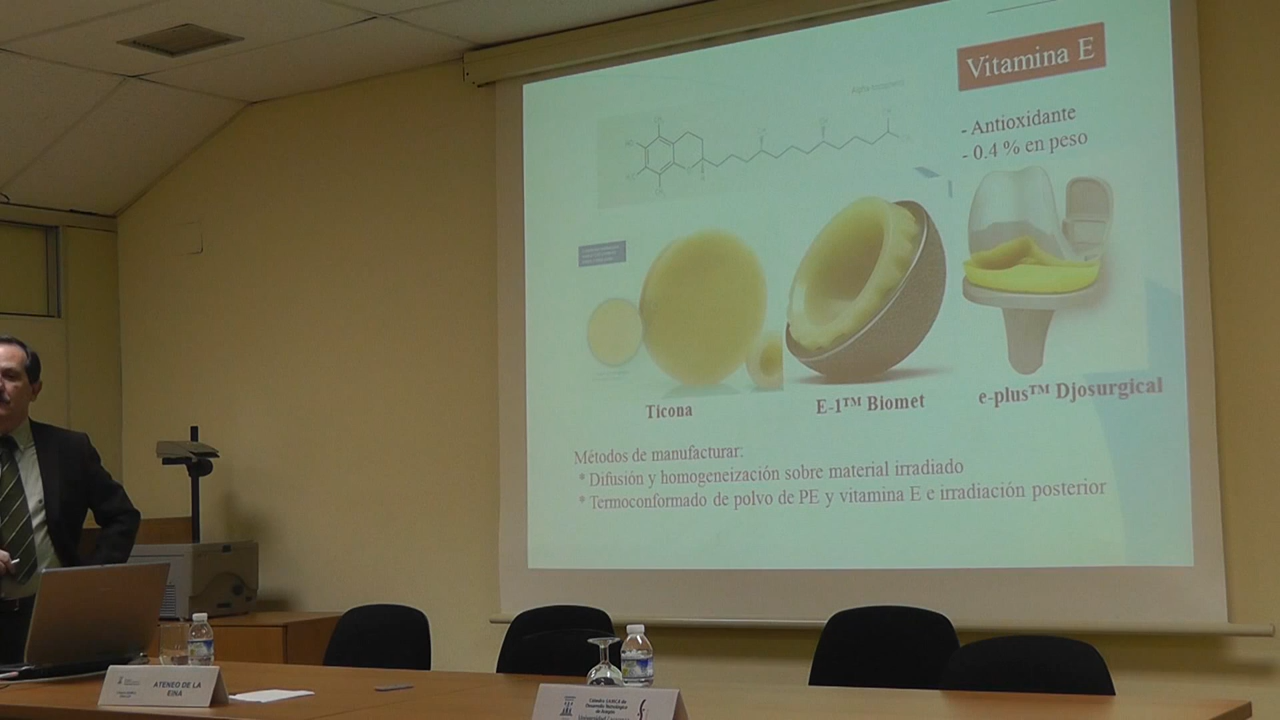 Vitamina E
- Antioxidante
- 0.4 % en peso
Ticona
E-1™ Biomet
e-plus™ Djosurgical
Métodos de manufacturar:
* Difusión y homogeneización sobre material irradiado
* Termoconformado de polvo de PE y vitamina E e irradiación posterior
ATENEO DE LA
EINA